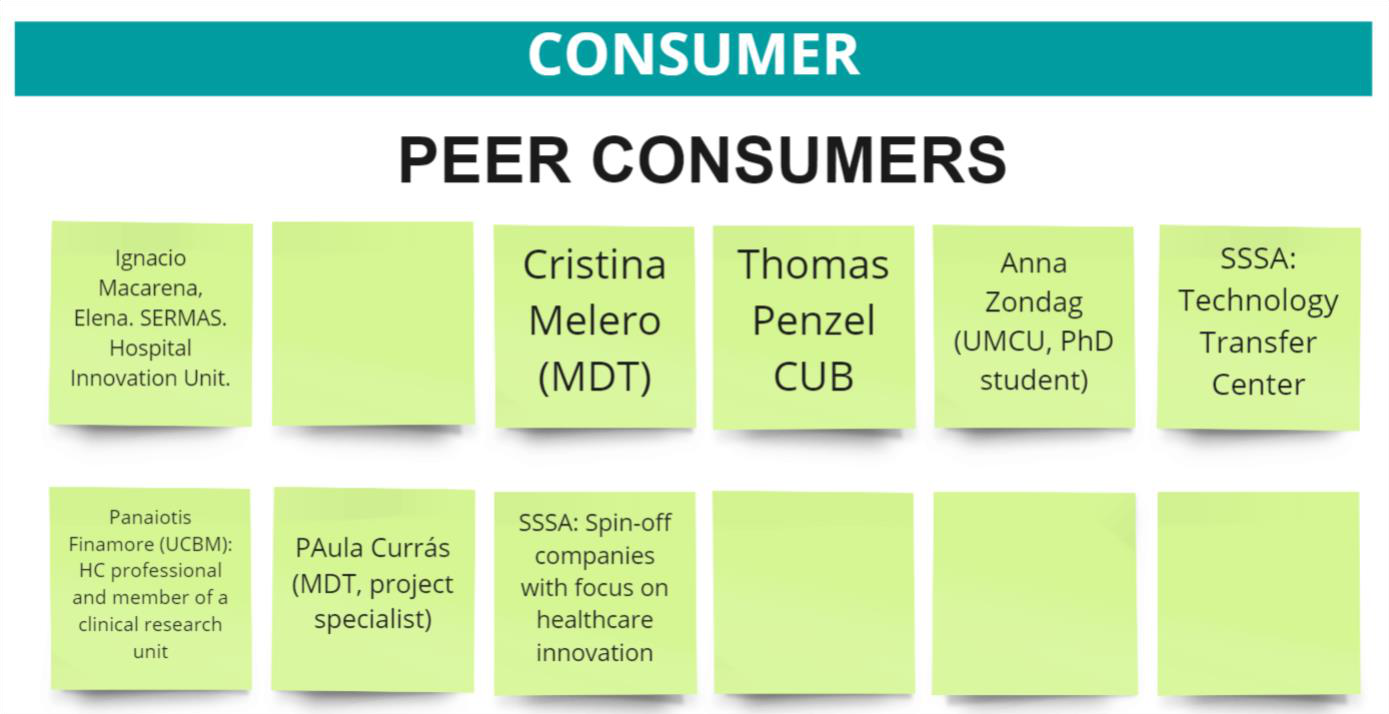 CONSUMER
PEER CONSUMERS
Ignacio
Macarena,
Elena. SERMAS.
Hospital
Innovation Unit.
Cristina
Melero
(MDT)
Thomas
Penzel
CUB
Anna
Zondag
(UMCU, PhD
student)
SSSA:
Technology
Transfer
Center
Panaiotis
Finamore (UCBM):
HC professional
and member of a
clinical research
unit
PAula Currás
(MDT, project
specialist)
SSSA: Spin-off
companies
with focus on
healthcare
innovation